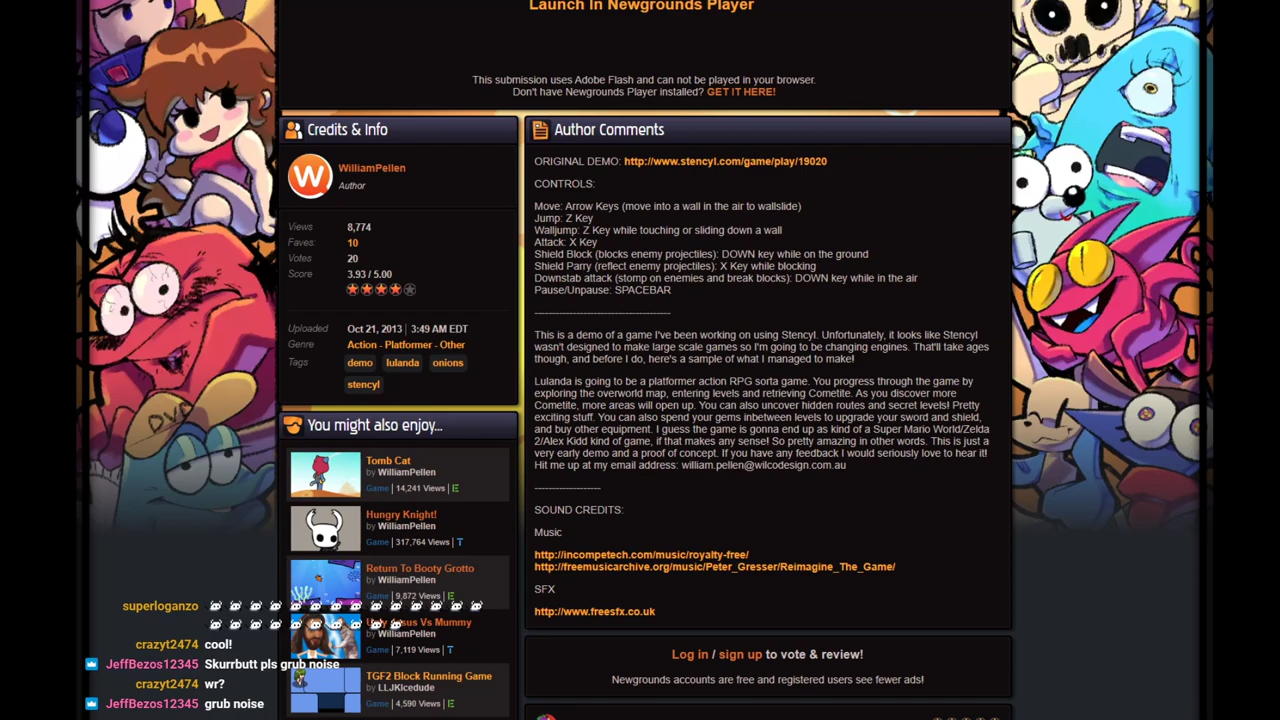 Launch In Newgrounds Player
This submission uses Adobe Flash and can not be played in your browser.
Don't have Newgrounds Player installed? GET IT HERE!
Credits & Info
W
WilliamPellen
Author
Views 8,774
Faves: 10
Votes 20
Score 3.93 / 5.00
Uploaded Oct 21, 2013 | 3:49 AM EDT
Genre Action - Platformer - Other
Tags demo lulanda onions
stencyl
You might also enjoy...
Tomb Cat
by WilliamPellen
Game | 14,241 Views | E
Hungry Knight!
by WilliamPellen
Game | 317,764 Views | T
Return To Booty Grotto
by WilliamPellen
Game | 9,872 Views | E
Jesus Vs Mummy
by WilliamPellen
Game | 7,119 Views | T
TGF2 Block Running Game
by LLJKIcedude
Game | 4,590 Views | E
Author Comments
ORIGINAL DEMO: http://www.stencyl.com/game/play/19020
CONTROLS:
Move: Arrow Keys (move into a wall in the air to wallslide)
Jump: Z Key
Walljump: Z Key while touching or sliding down a wall
Attack: X Key
Shield Block (blocks enemy projectiles): DOWN key while on the ground
Shield Parry (reflect enemy projectiles): X Key while blocking
Downstab attack (stomp on enemies and break blocks): DOWN key while in the air
Pause/Unpause: SPACEBAR
----------------------------------------
This is a demo of a game I've been working on using Stencyl. Unfortunately, it looks like Stencyl
wasn't designed to make large scale games so I'm going to be changing engines. That'll take ages
though, and before I do, here's a sample of what I managed to make!
Lulanda is going to be a platformer action RPG sorta game. You progress through the game by
exploring the overworld map, entering levels and retrieving Cometite. As you discover more
Cometite, more areas will open up. You can also uncover hidden routes and secret levels! Pretty
exciting stuff. You can also spend your gems inbetween levels to upgrade your sword and shield
and buy other equipment. I guess the game is gonna end up as kind of a Super Mario World/Zelda
2/Alex Kidd kind of game, if that makes any sense! So pretty amazing in other words. This is just a
very early demo and a proof of concept. If you have any feedback I would seriously love to hear it!
Hit me up at my email address: william.pellen@wilcodesign.com.au
-------------------
SOUND CREDITS:
Music
http://incompetech.com/music/royalty-free/
http://freemusicarchive.org/music/Peter_Gresser/Reimagine_The_Game/
SFX
http://www.freesfx.co.uk
Log in / sign up to vote & review!
Newgrounds accounts are free and registered users see fewer ads!
superloganzo
crazyt2474 cool!
JeffBezos12345 Skurrbutt pls grub noise
crazyt2474 wr?
JeffBezos12345 grub noise